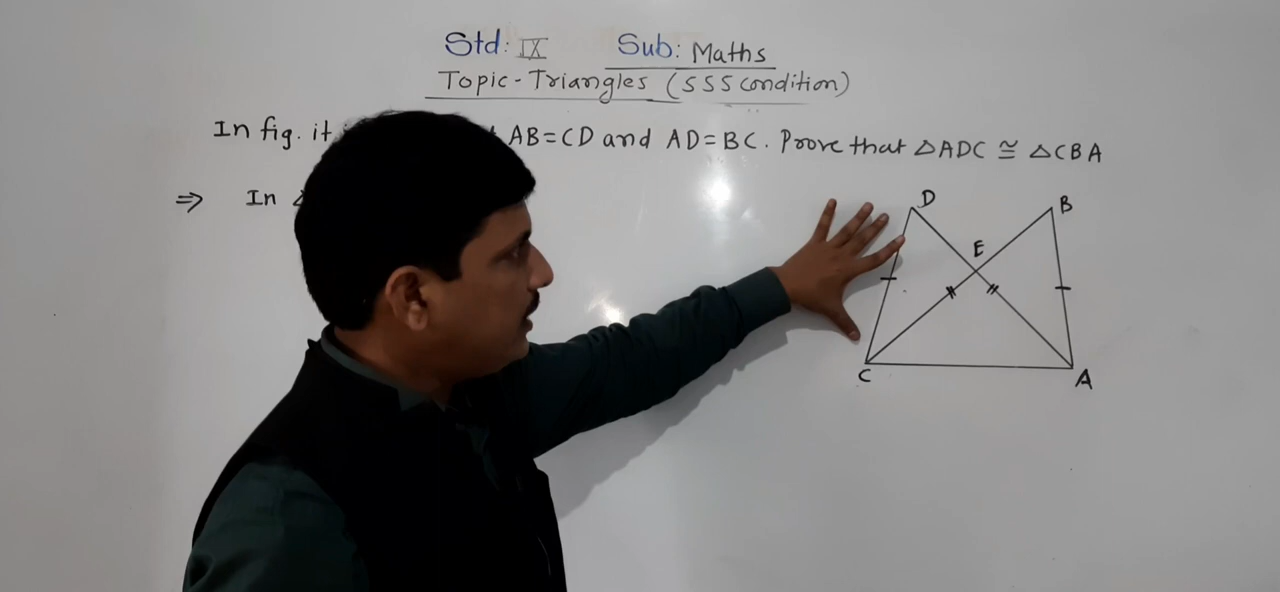 Std: IX Sub: Maths
Topic - Triangles (SSS condition)
In fig. it AB=CD and AD=BC. Prove that △ADC ≅ △CBA
⇒ In
D
B
E
C
A